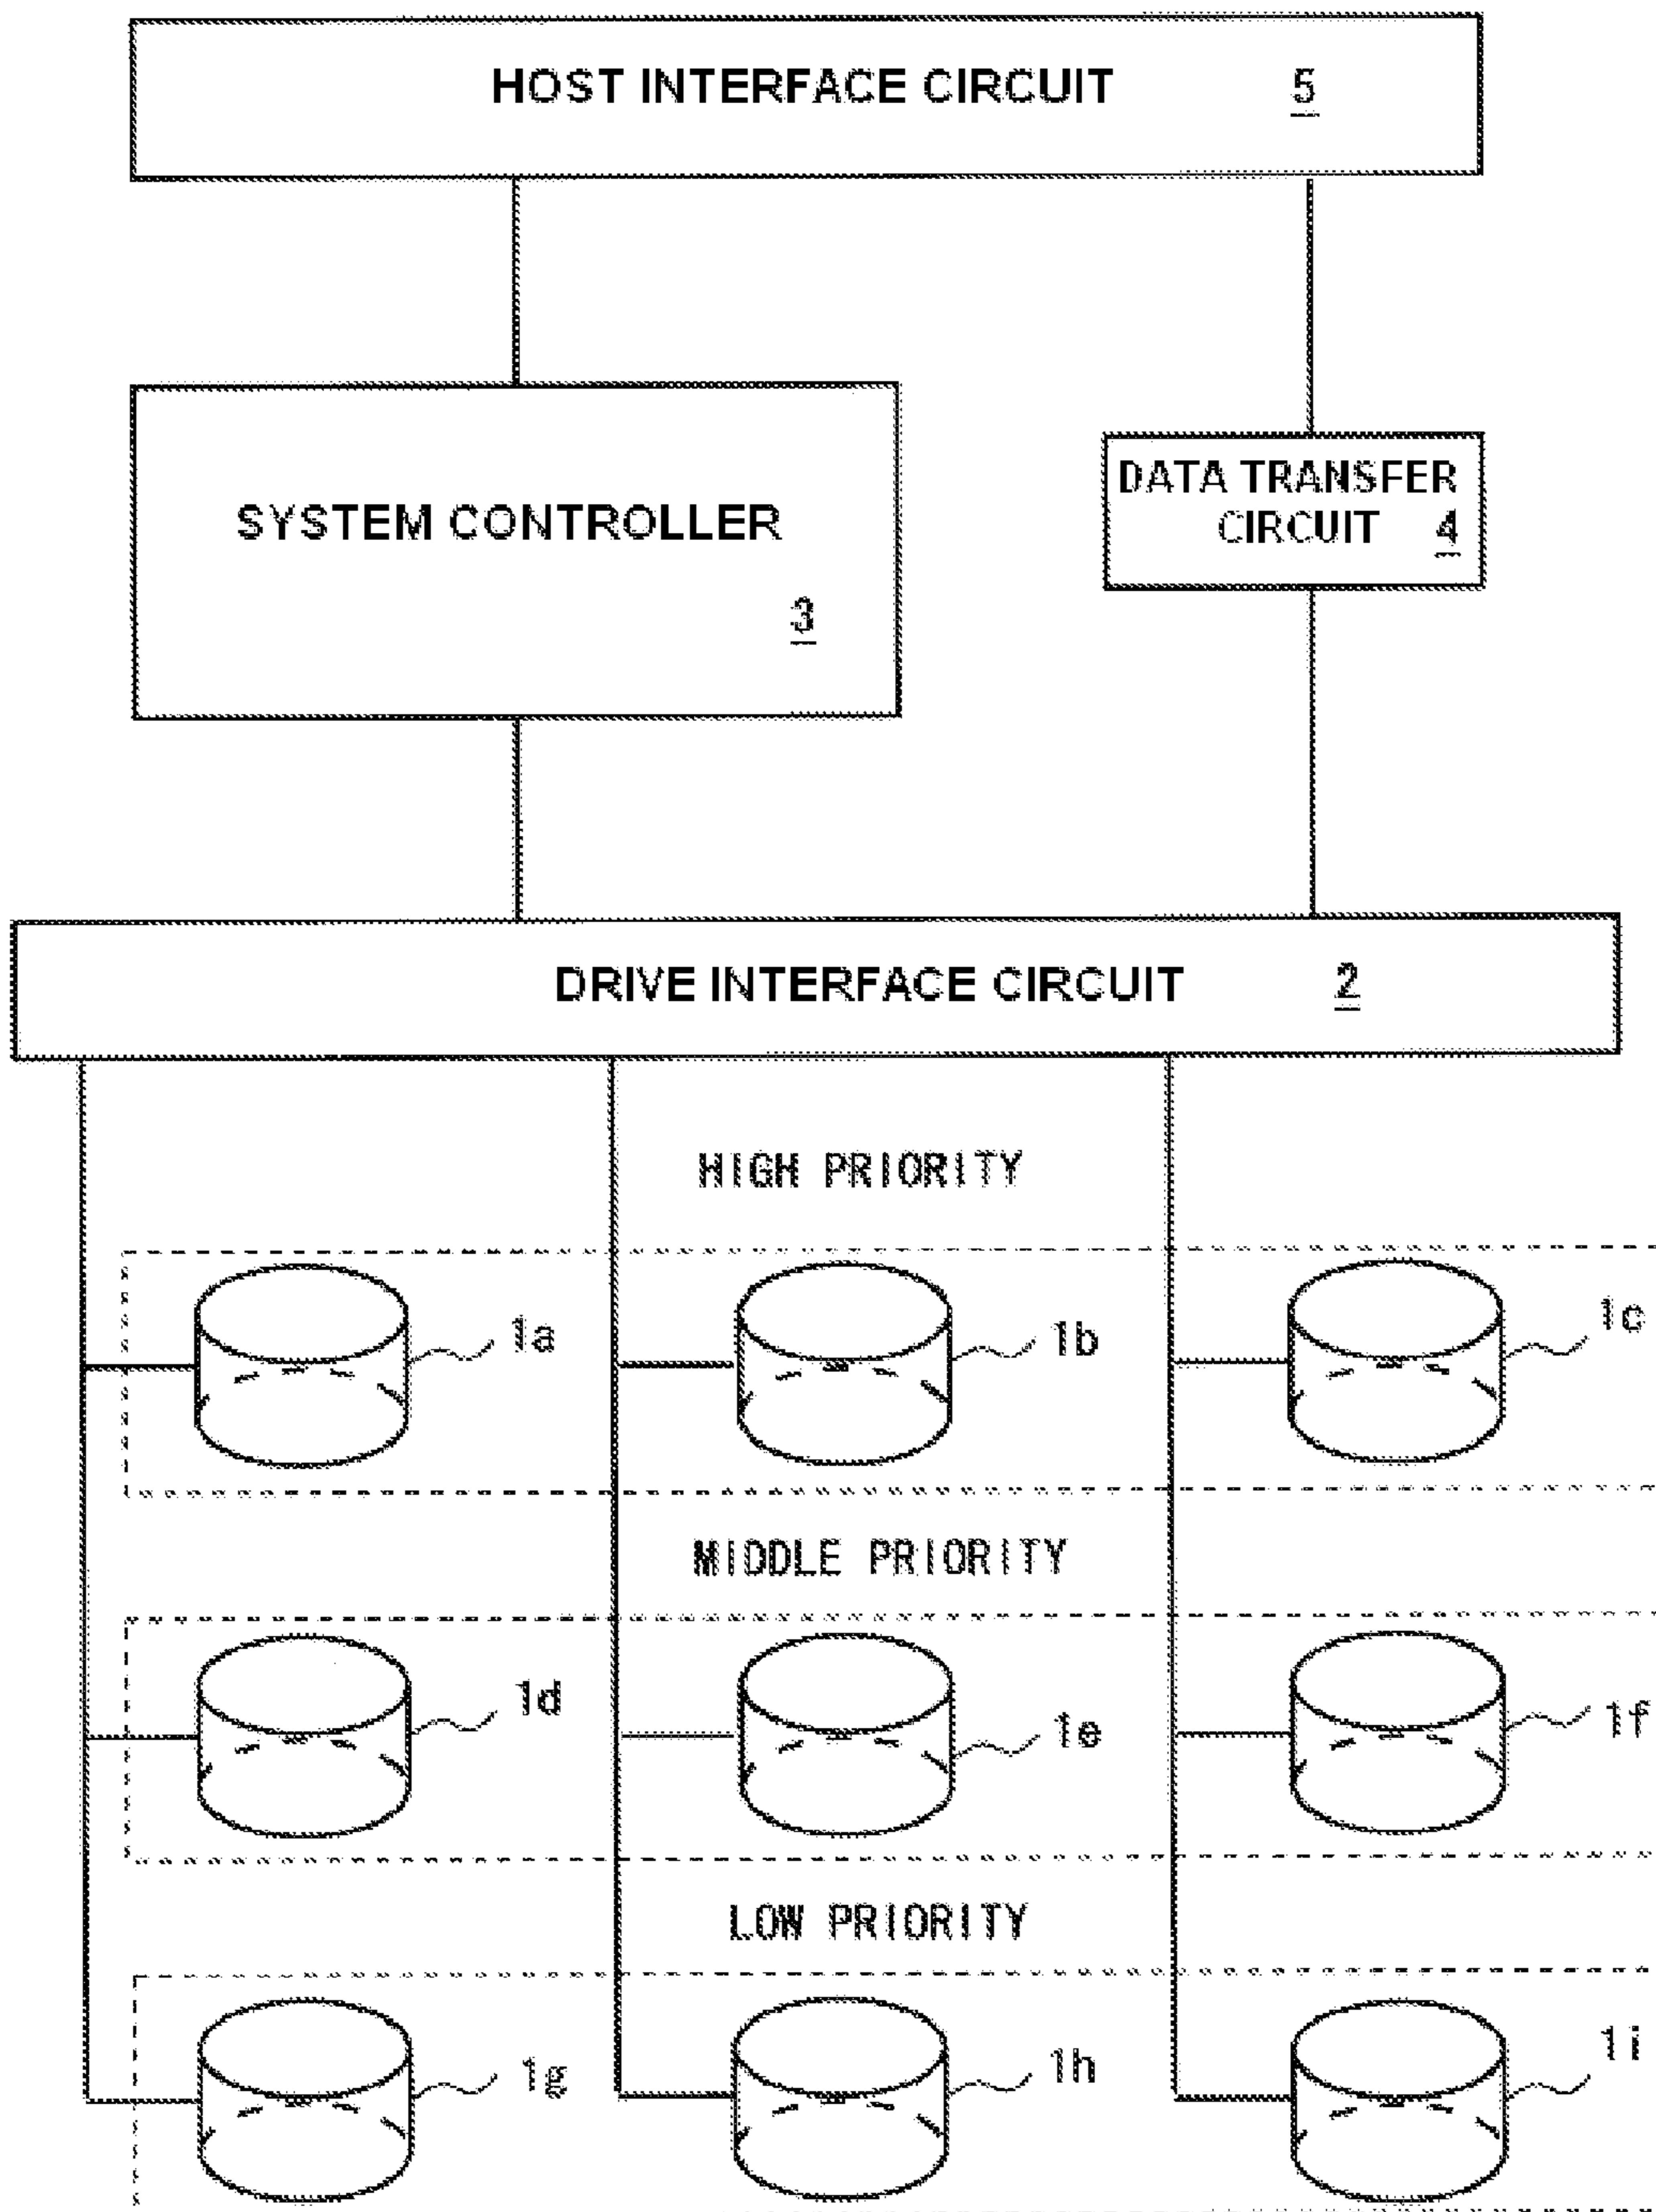 HOST INTERFACE CIRCUIT 5
SYSTEM CONTROLLER
3
DATA TRANSFER
CIRCUIT 4
DRIVE INTERFACE CIRCUIT 2
HIGH PRIORITY
1a
1b
1c
MIDDLE PRIORITY
1d
1e
1f
LOW PRIORITY
1g
1h
1i